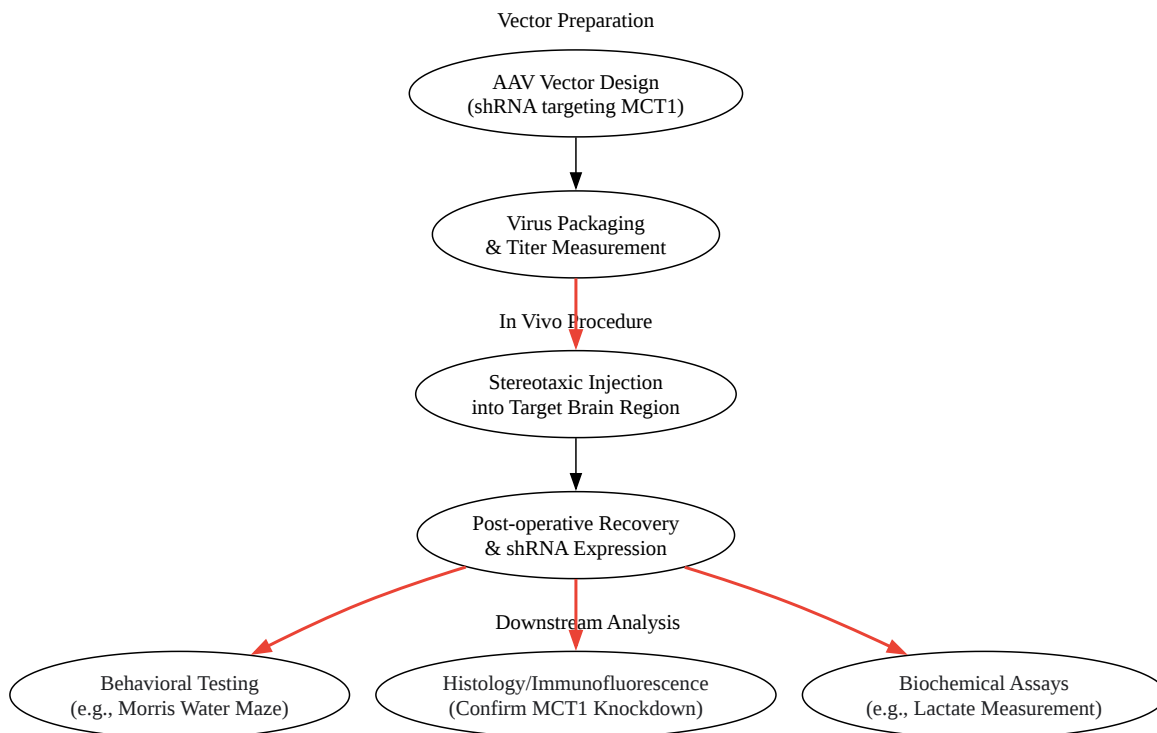 Vector Preparation
AAV Vector Design
(shRNA targeting MCT1)
Virus Packaging
& Titer Measurement
In Vivo Procedure
Stereotaxic Injection
into Target Brain Region
Post-operative Recovery
& shRNA Expression
Downstream Analysis
Behavioral Testing
(e.g., Morris Water Maze)
Histology/Immunofluorescence
(Confirm MCT1 Knockdown)
Biochemical Assays
(e.g., Lactate Measurement)